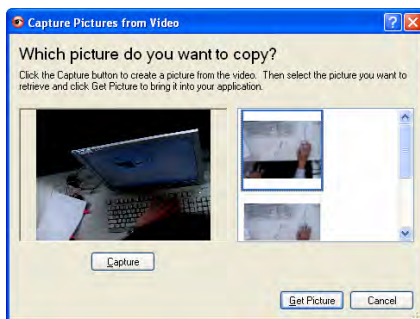 Capture Pictures from Video
Which picture do you want to copy?
Click the Capture button to create a picture from the video. Then select the picture you want to
retrieve and click Get Picture to bring it into your application.
Capture
Get Picture
Cancel